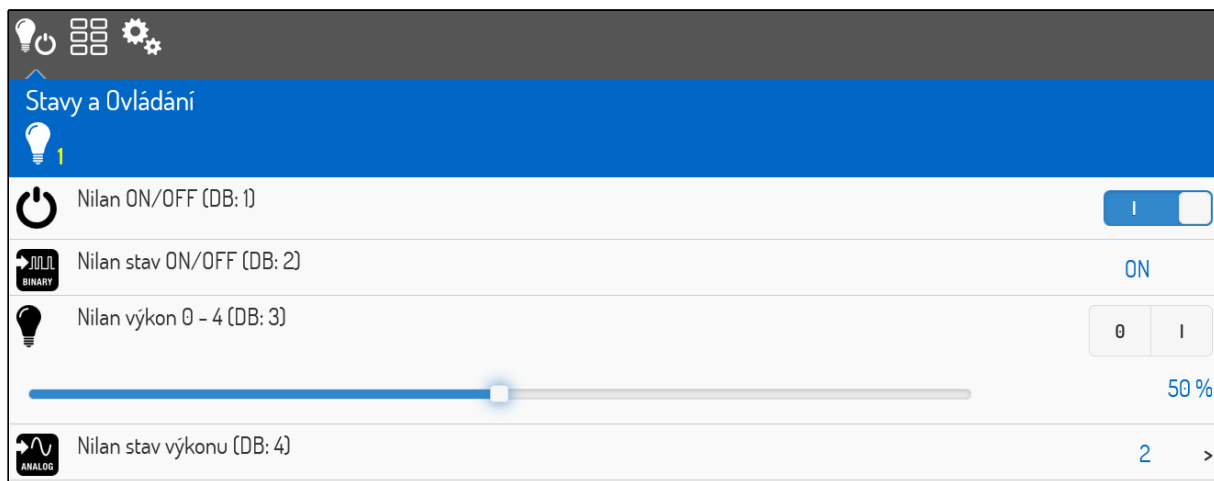 Stavy a Ovládání
1
Nilan ON/OFF (DB: 1)
I
BINARY
Nilan stav ON/OFF (DB: 2)
ON
Nilan výkon 0 - 4 (DB: 3)
0 I
50 %
ANALOG
Nilan stav výkonu (DB: 4)
2 >